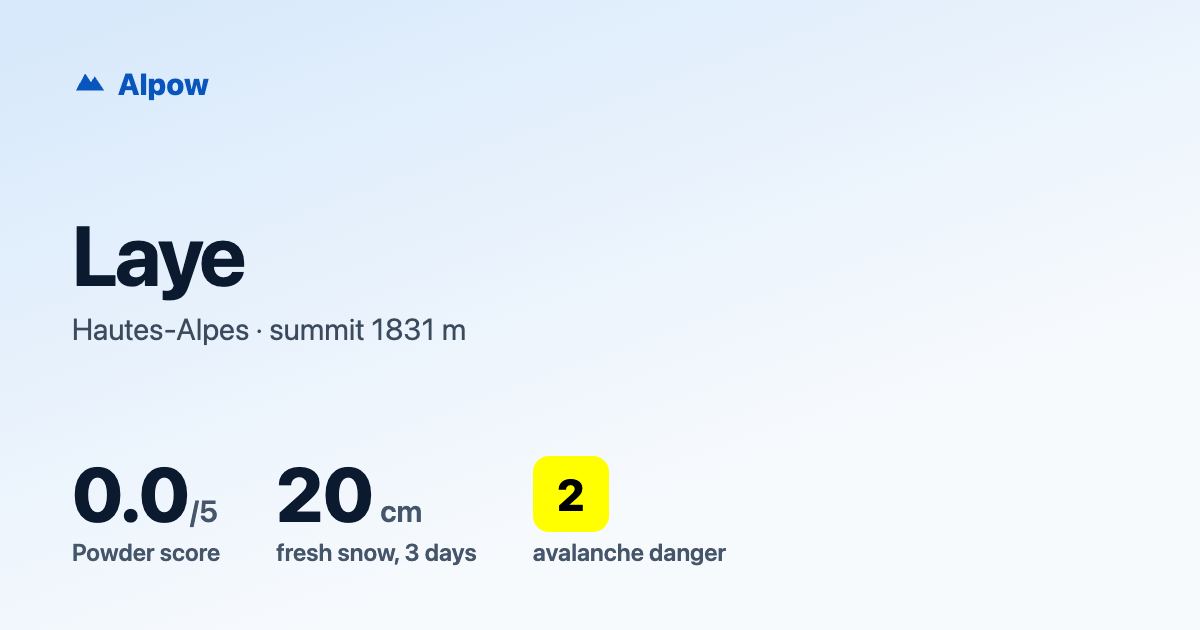 Alpow
Laye
Hautes-Alpes · summit 1831 m
0.0/5 20 cm 2
Powder score fresh snow, 3 days avalanche danger